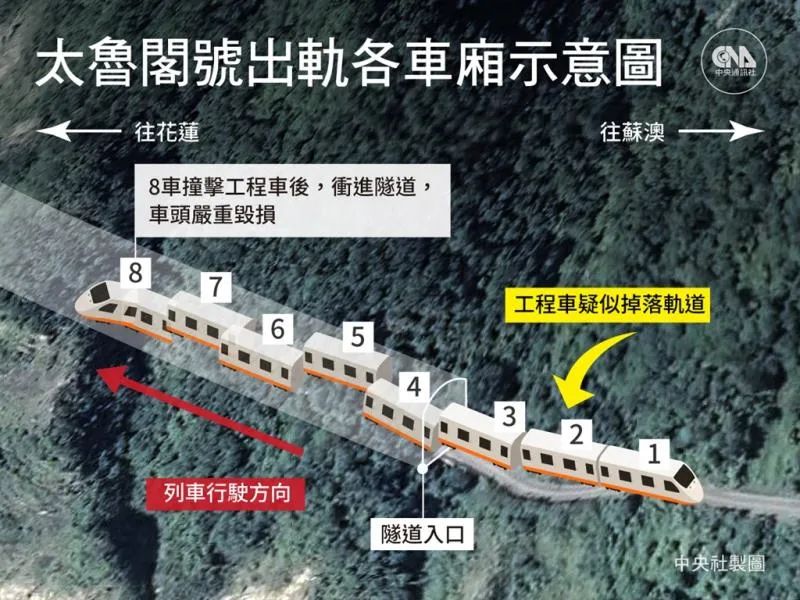 太魯閣號出軌各車廂示意圖
CNA
中央通訊社
往花蓮
往蘇澳
8車撞擊工程車後，衝進隧道，
車頭嚴重毀損
8
7
6
5
4
3
2
1
工程車疑似掉落軌道
列車行駛方向
隧道入口
中央社製圖